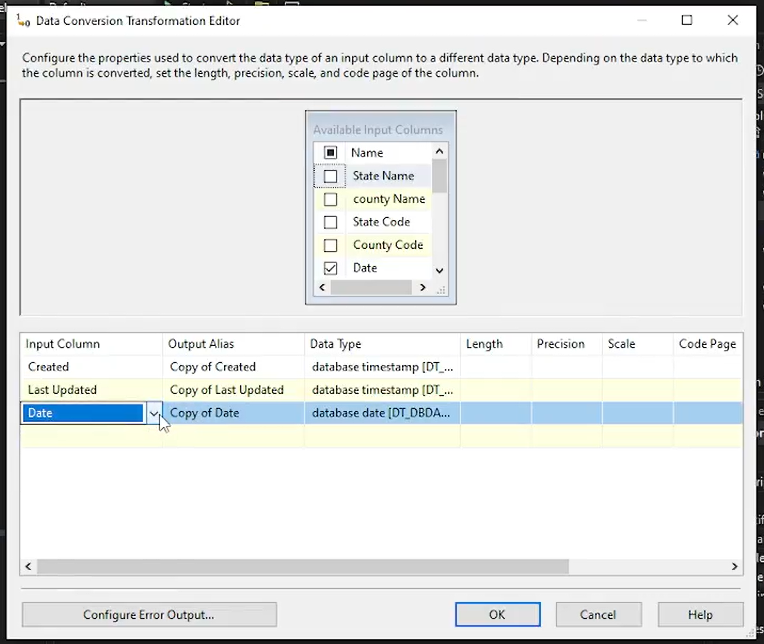 Data Conversion Transformation Editor
Configure the properties used to convert the data type of an input column to a different data type. Depending on the data type to which
the column is converted, set the length, precision, scale, and code page of the column.
Available Input Columns
Name
State Name
county Name
State Code
County Code
Date
Input Column Output Alias Data Type Length Precision Scale Code Page
Created Copy of Created database timestamp [DT_...
Last Updated Copy of Last Updated database timestamp [DT_...
Date Copy of Date database date [DT_DBDA...
Configure Error Output... OK Cancel Help